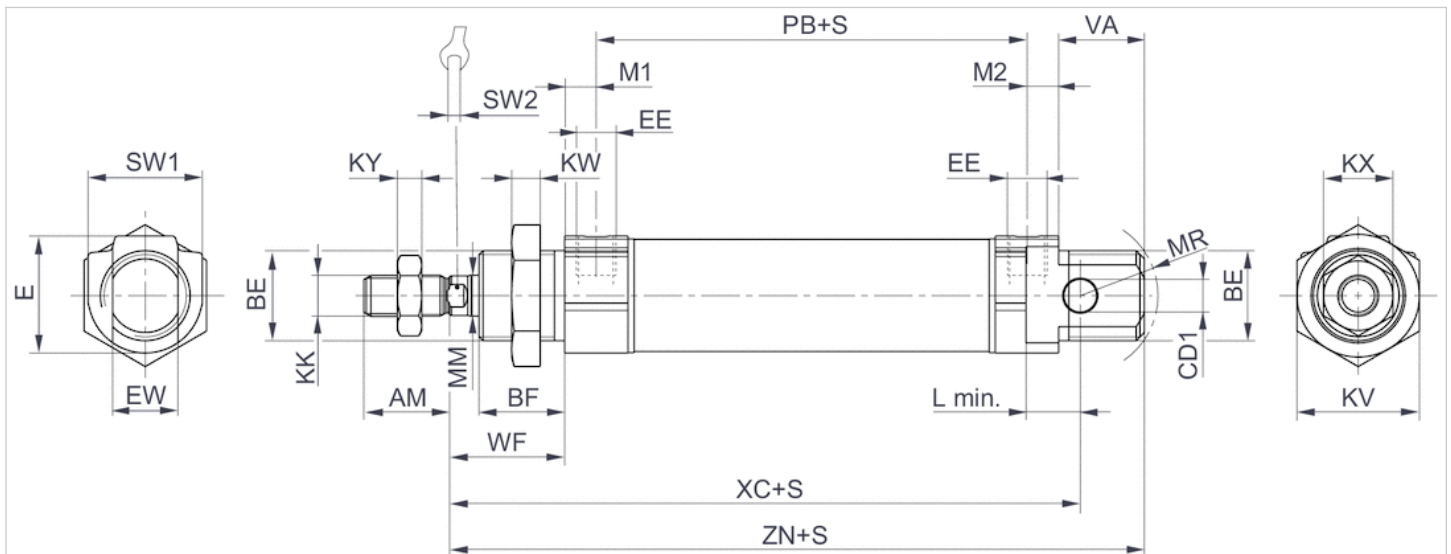 PB+S
VA
M1
M2
SW2
EE
SW1
KY
KW
EE
KX
MR
E
BE
BE
KK
MM
CD1
EW
AM
BF
L min.
KV
WF
XC+S
ZN+S